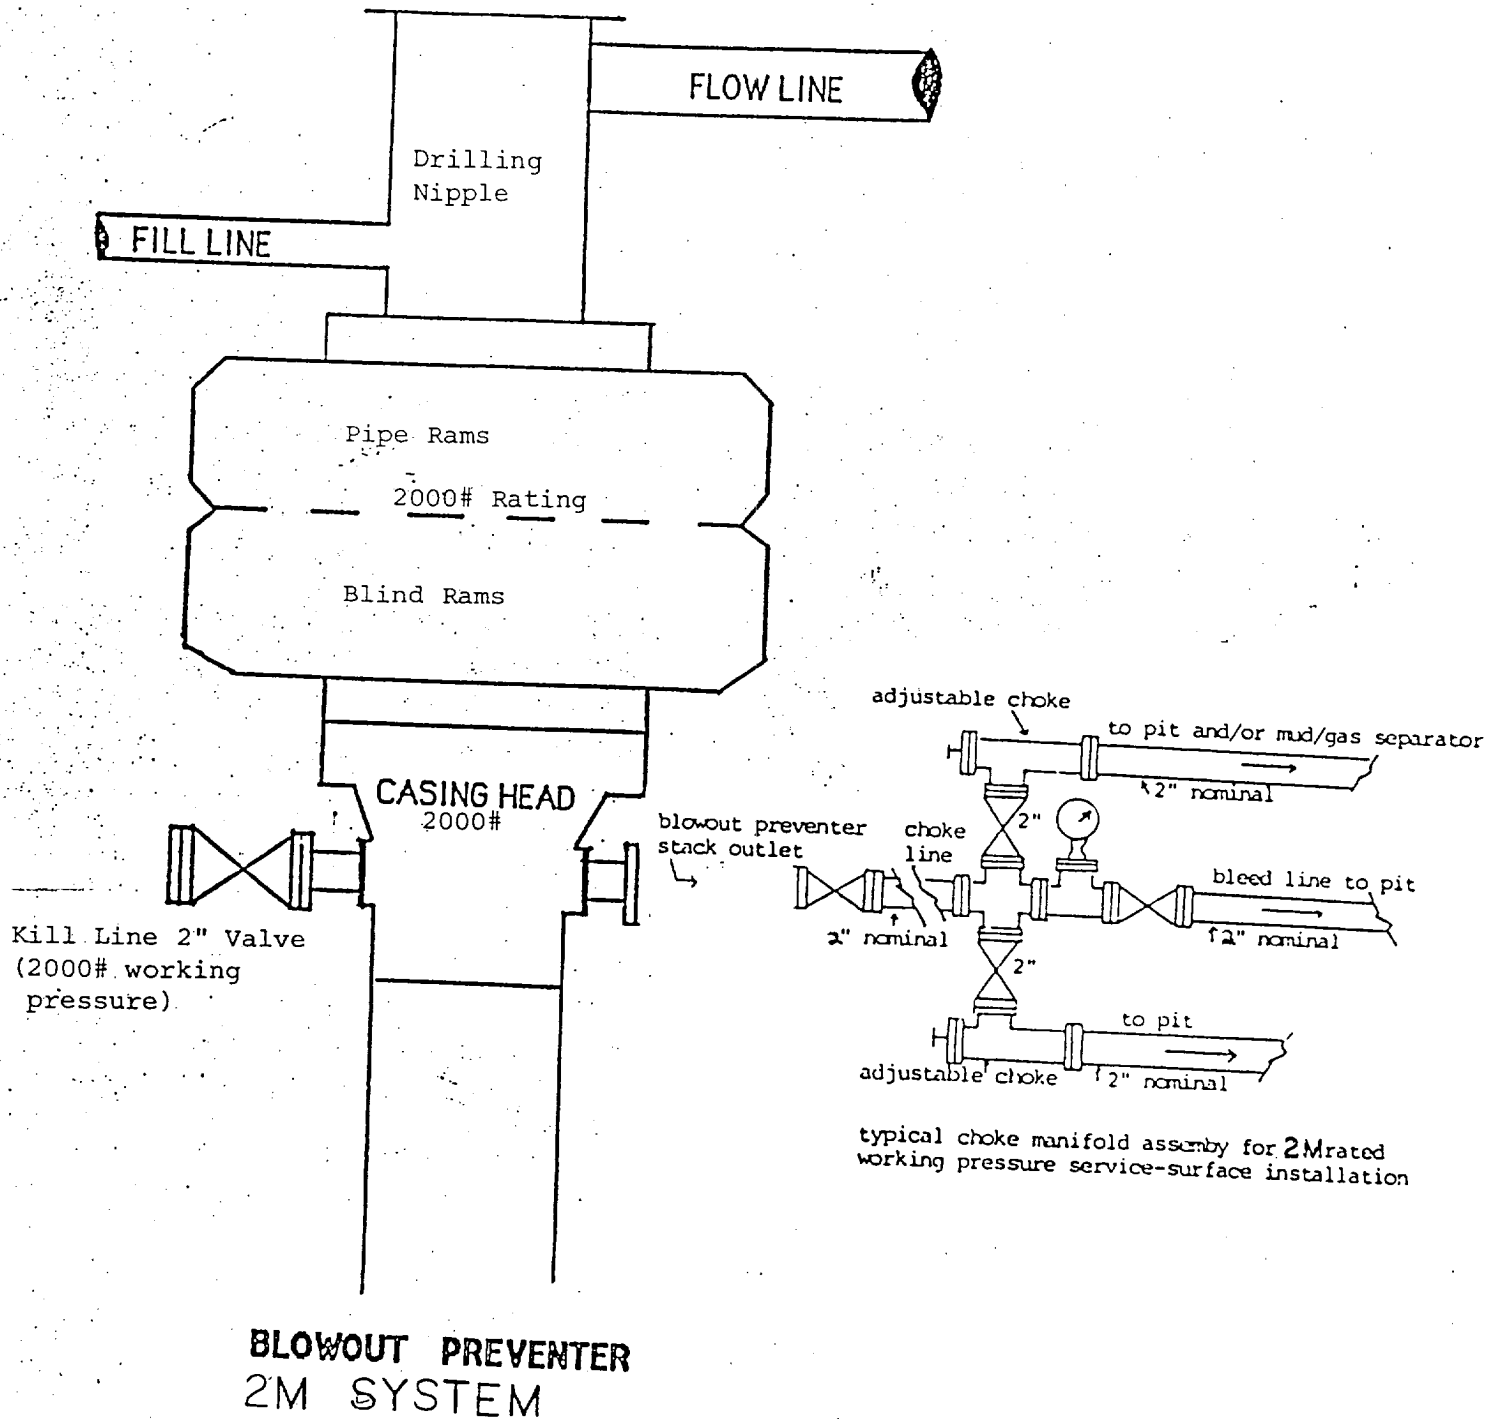 FLOW LINE
Drilling
Nipple
FILL LINE
Pipe Rams
2000# Rating
Blind Rams
CASING HEAD
2000#
Kill Line 2" Valve
(2000# working
pressure)
blowout preventer
stack outlet
adjustable choke
to pit and/or mud/gas separator
2" nominal
2"
choke
line
bleed line to pit
2" nominal
2" nominal
2"
to pit
adjustable choke
2" nominal
typical choke manifold assemby for 2M rated
working pressure service-surface installation
BLOWOUT PREVENTER
2M SYSTEM